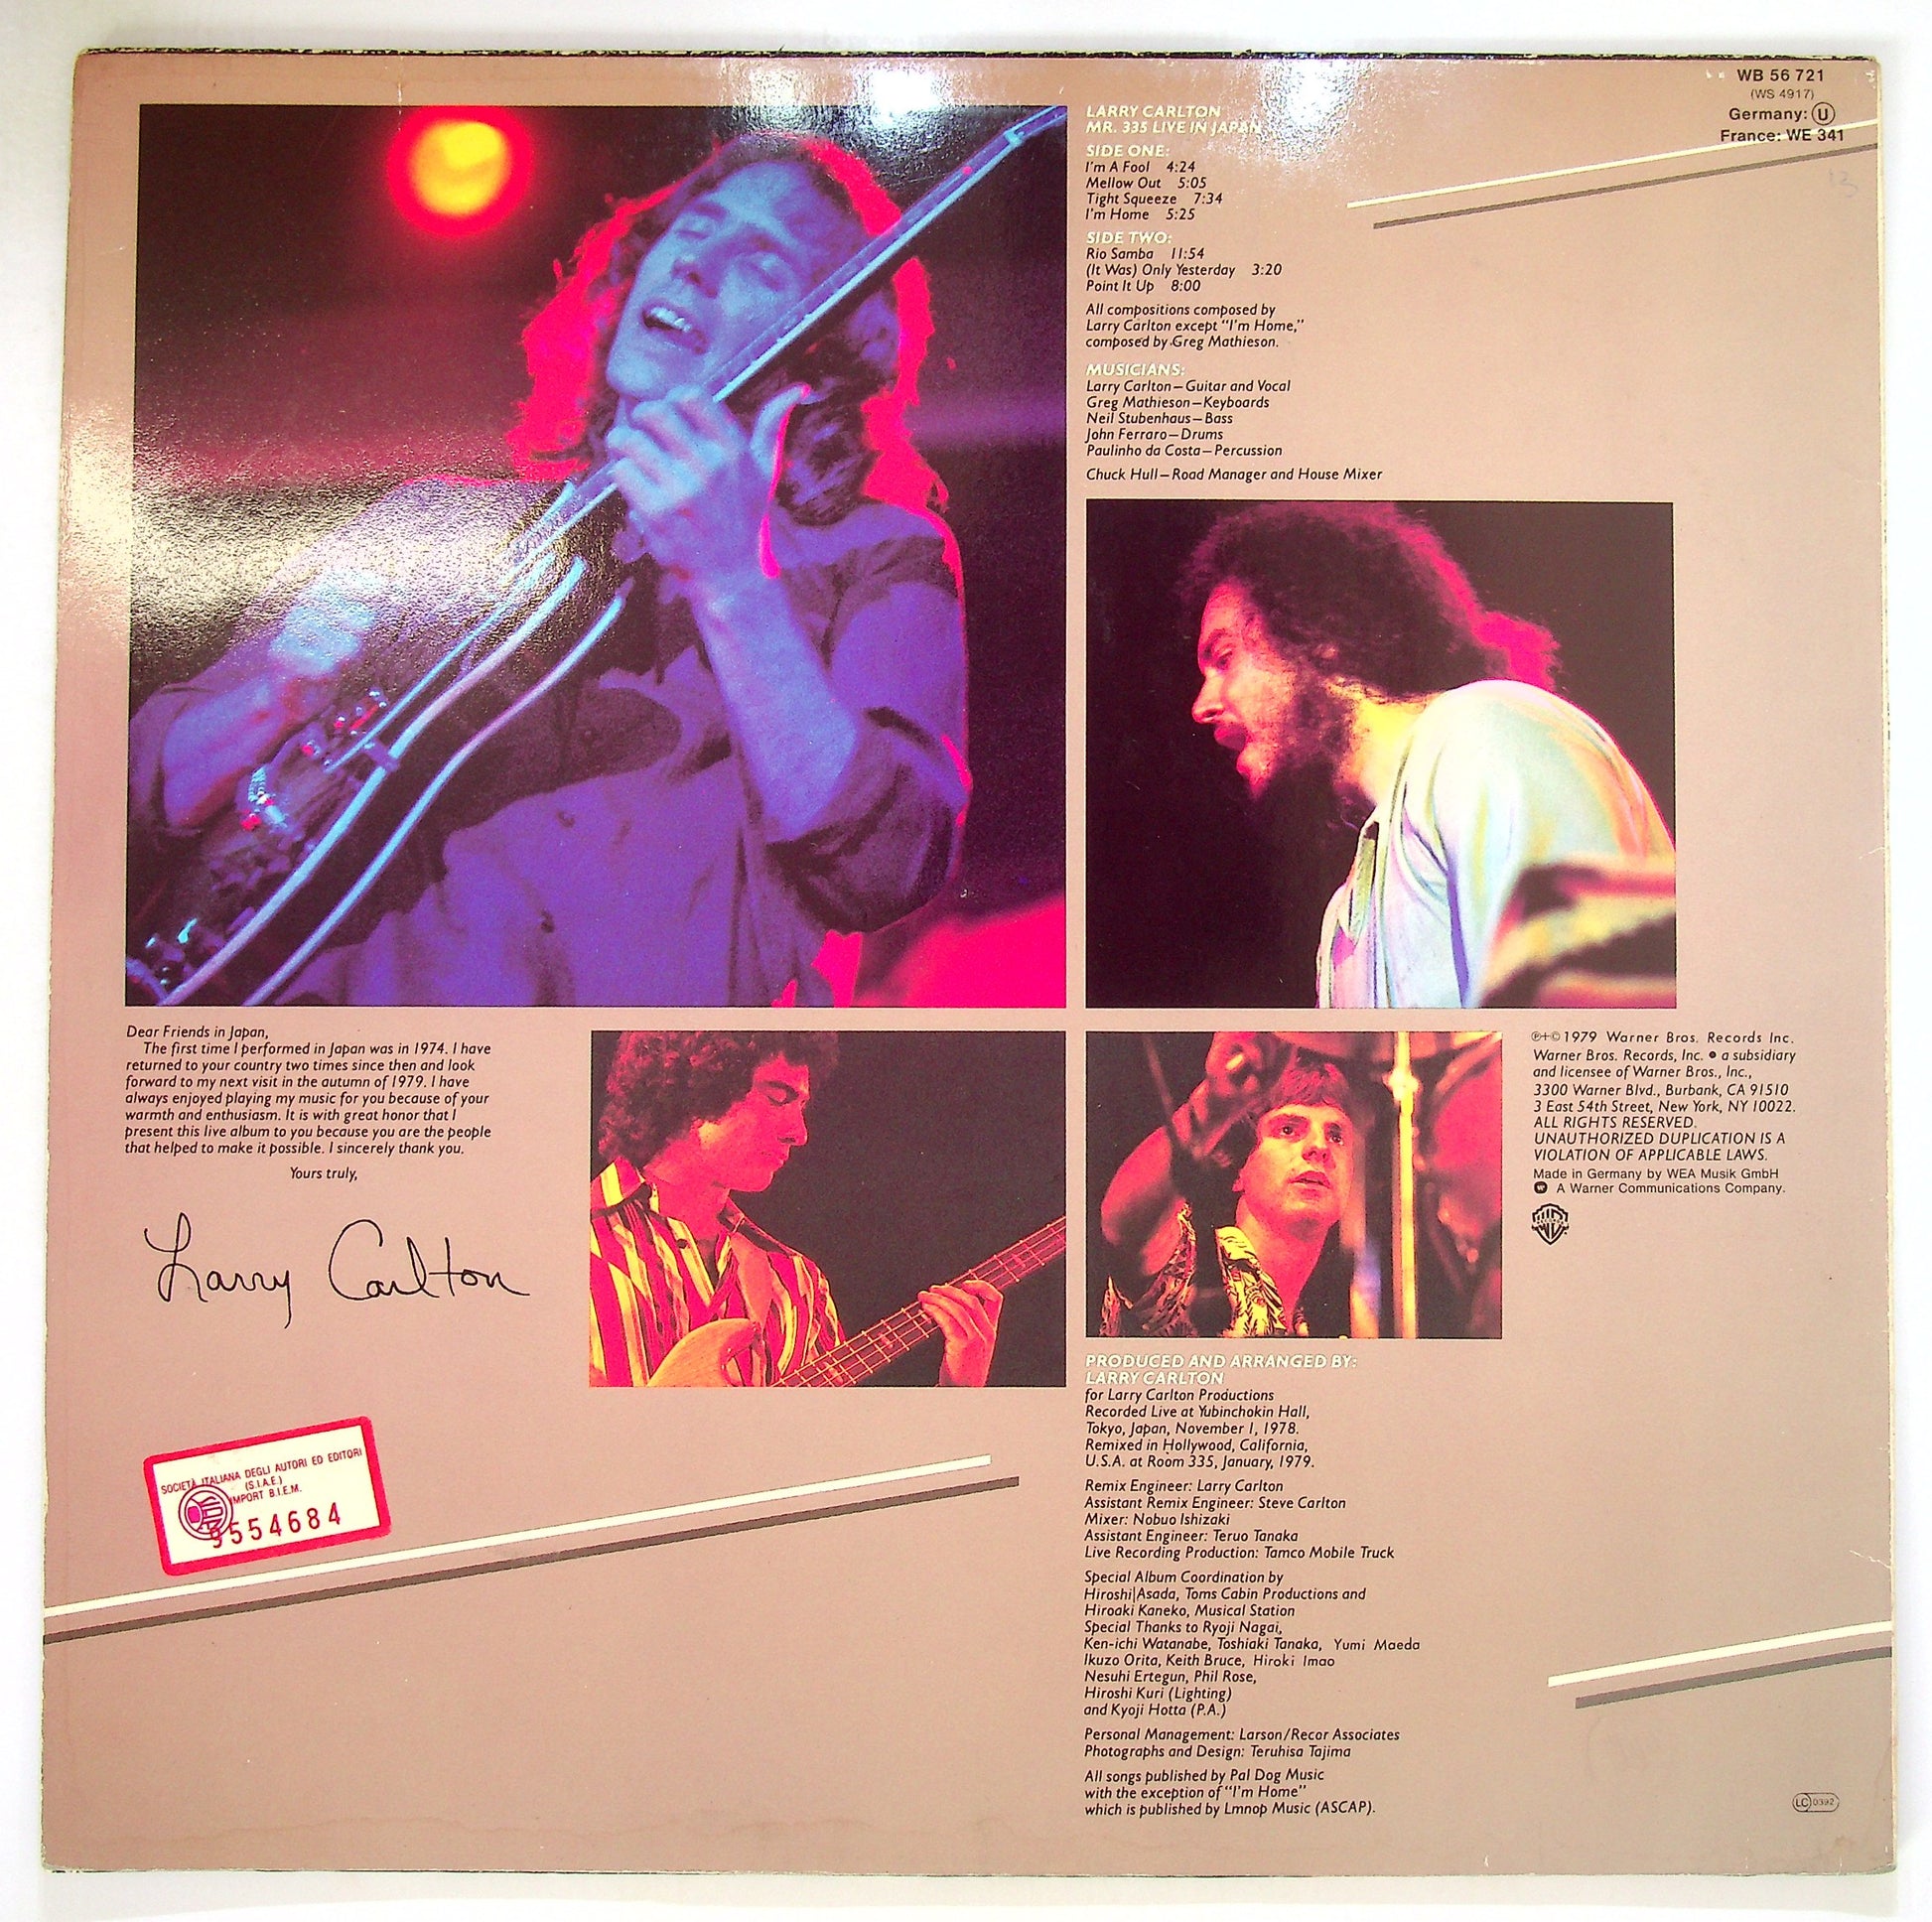 WB 56 721
(WS 4917)
Germany: U
France: WE 341
LARRY CARLTON
MR. 335 LIVE IN JAPAN
SIDE ONE:
I'm A Fool 4:24
Mellow Out 5:05
Tight Squeeze 7:34
I'm Home 5:25
SIDE TWO:
Rio Samba 11:54
(It Was) Only Yesterday 3:20
Point It Up 8:00
All compositions composed by
Larry Carlton except "I'm Home,"
composed by Greg Mathieson.
MUSICIANS:
Larry Carlton—Guitar and Vocal
Greg Mathieson—Keyboards
Neil Stubenhaus—Bass
John Ferraro—Drums
Paulinho da Costa—Percussion
Chuck Hull—Road Manager and House Mixer
Dear Friends in Japan,
The first time I performed in Japan was in 1974. I have
returned to your country two times since then and look
forward to my next visit in the autumn of 1979. I have
always enjoyed playing my music for you because of your
warmth and enthusiasm. It is with great honor that I
present this live album to you because you are the people
that helped to make it possible. I sincerely thank you.
Yours truly,
Larry Carlton
℗+© 1979 Warner Bros. Records Inc.
Warner Bros. Records, Inc. • a subsidiary
and licensee of Warner Bros., Inc.,
3300 Warner Blvd., Burbank, CA 91510
3 East 54th Street, New York, NY 10022.
ALL RIGHTS RESERVED.
UNAUTHORIZED DUPLICATION IS A
VIOLATION OF APPLICABLE LAWS.
Made in Germany by WEA Musik GmbH
A Warner Communications Company.
SOCIETÀ ITALIANA DEGLI AUTORI ED EDITORI
(S.I.A.E.)
IMPORT B.I.E.M.
9554684
PRODUCED AND ARRANGED BY:
LARRY CARLTON
for Larry Carlton Productions
Recorded Live at Yubinchokin Hall,
Tokyo, Japan, November 1, 1978.
Remixed in Hollywood, California,
U.S.A. at Room 335, January, 1979.
Remix Engineer: Larry Carlton
Assistant Remix Engineer: Steve Carlton
Mixer: Nobuo Ishizaki
Assistant Engineer: Teruo Tanaka
Live Recording Production: Tamco Mobile Truck
Special Album Coordination by
Hiroshi Asada, Toms Cabin Productions and
Hiroaki Kaneko, Musical Station
Special Thanks to Ryoji Nagai,
Ken-ichi Watanabe, Toshiaki Tanaka, Yumi Maeda
Ikuzo Orita, Keith Bruce, Hiroki Imao
Nesuhi Ertegun, Phil Rose,
Hiroshi Kuri (Lighting)
and Kyoji Hotta (P.A.)
Personal Management: Larson/Recor Associates
Photographs and Design: Teruhisa Tajima
All songs published by Pal Dog Music
with the exception of "I'm Home"
which is published by Lmnop Music (ASCAP).
LC 0392